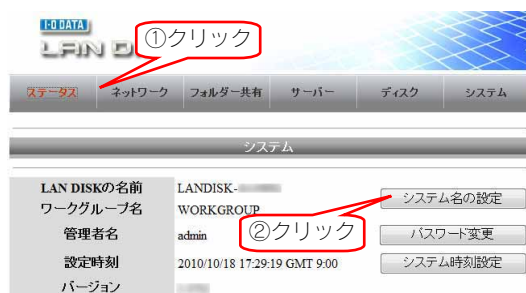 I-O DATA
LAN D
①クリック
ステータス ネットワーク フォルダー共有 サーバー ディスク システム
システム
LAN DISKの名前 LANDISK- システム名の設定
ワークグループ名 WORKGROUP
②クリック
管理者名 admin パスワード変更
設定時刻 2010/10/18 17:29:19 GMT 9:00 システム時刻設定
バージョン